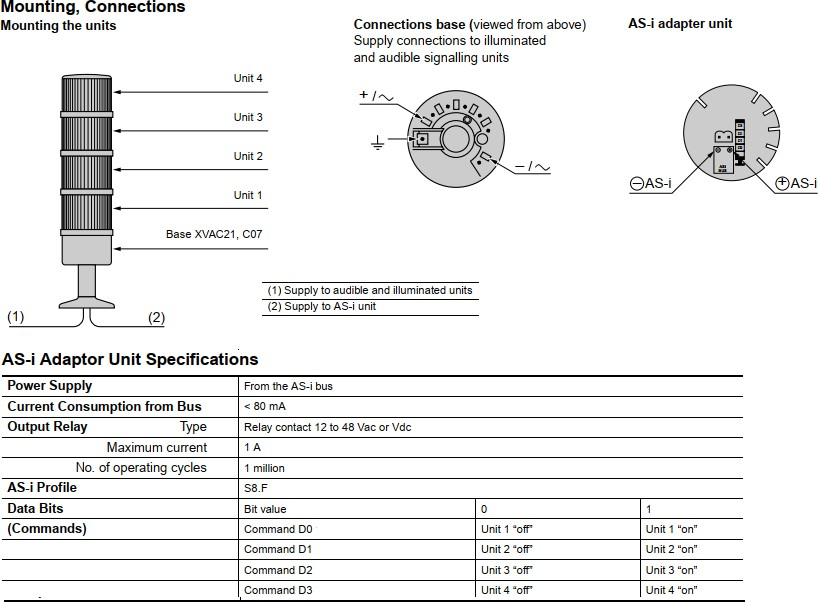 Mounting, Connections
Mounting the units
Unit 4
Unit 3
Unit 2
Unit 1
Base XVAC21, C07
(1)
(2)
Connections base (viewed from above)
Supply connections to illuminated
and audible signalling units
+ / ~
− / ~
AS-i adapter unit
ASI
BUS
⊖AS-i
⊕AS-i
(1) Supply to audible and illuminated units
(2) Supply to AS-i unit
AS-i Adaptor Unit Specifications
Power Supply From the AS-i bus
Current Consumption from Bus < 80 mA
Output Relay Type Relay contact 12 to 48 Vac or Vdc
Maximum current 1 A
No. of operating cycles 1 million
AS-i Profile S8.F
Data Bits Bit value 0 1
(Commands) Command D0 Unit 1 “off” Unit 1 “on”
Command D1 Unit 2 “off” Unit 2 “on”
Command D2 Unit 3 “off” Unit 3 “on”
Command D3 Unit 4 “off” Unit 4 “on”